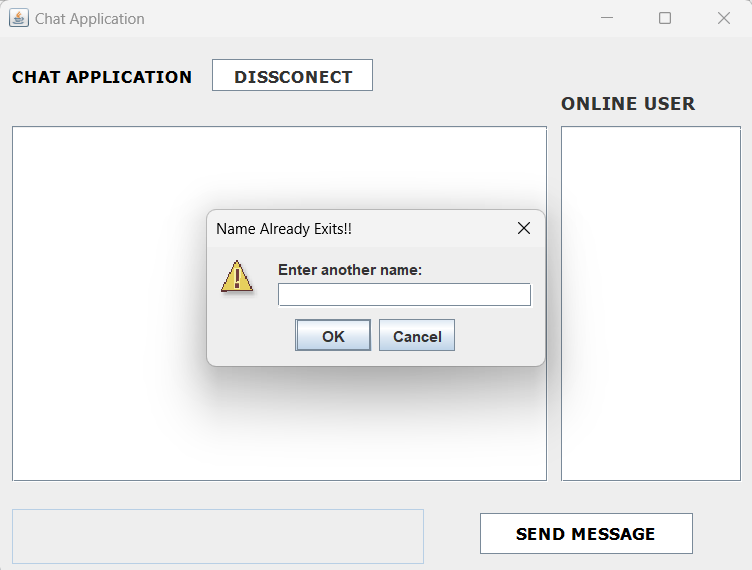 Chat Application
CHAT APPLICATION
DISSCONECT
ONLINE USER
Name Already Exits!!
Enter another name:
OK
Cancel
SEND MESSAGE